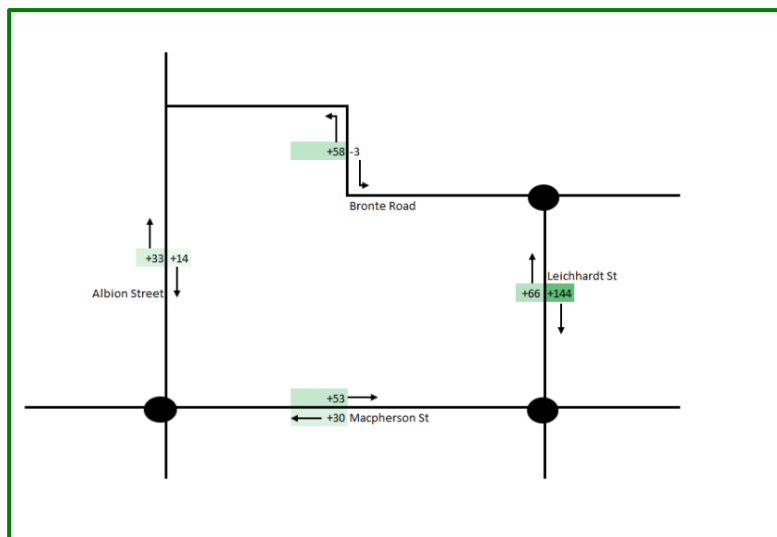 +58 -3
Bronte Road
+33 +14
Leichhardt St
Albion Street
+66 +144
+53
+30 Macpherson St